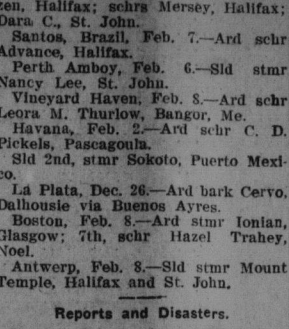 zen, Halifax; schrs Mersey, Halifax;
Dara C., St. John.
Santos, Brazil, Feb. 7.—Ard schr
Advance, Halifax.
Perth Amboy, Feb. 6.—Sld stmr
Nancy Lee, St. John.
Vineyard Haven, Feb. 8.—Ard schr
Leora M. Thurlow, Bangor, Me.
Havana, Feb. 2.—Ard schr C. D.
Pickels, Pascagoula.
Sld 2nd, stmr Sokoto, Puerto Mexi-
co.
La Plata, Dec. 26.—Ard bark Cervo,
Dalhousie via Buenos Ayres.
Boston, Feb. 8.—Ard stmr Ionian,
Glasgow; 7th, schr Hazel Trahey,
Noel.
Antwerp, Feb. 8.—Sld stmr Mount
Temple, Halifax and St. John.
Reports and Disasters.